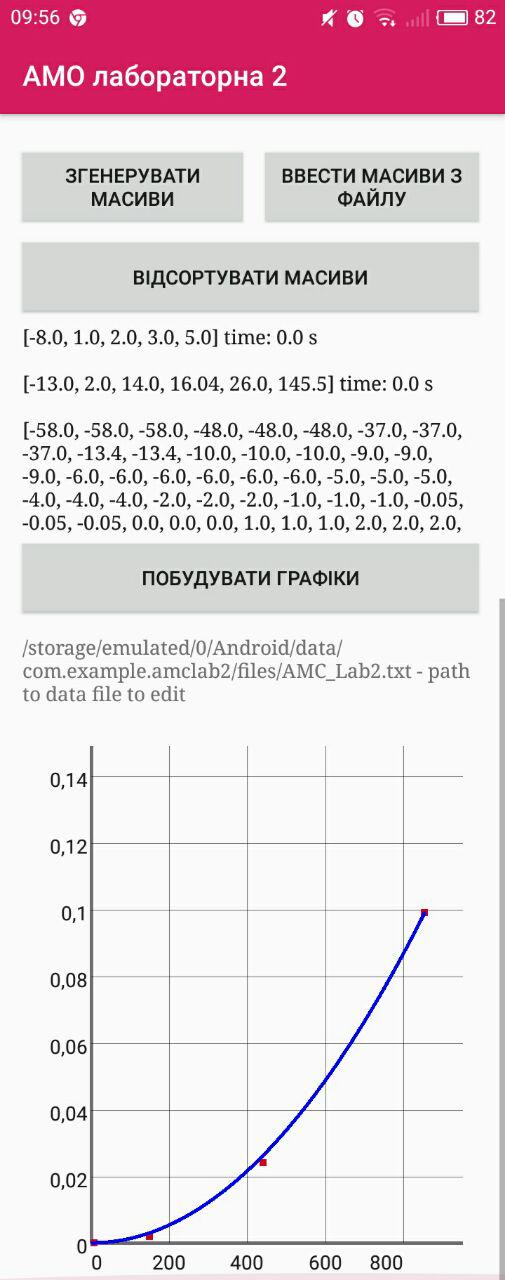 09:56
82
АМО лабораторна 2
ЗГЕНЕРУВАТИ
МАСИВИ
ВВЕСТИ МАСИВИ З
ФАЙЛУ
ВІДСОРТУВАТИ МАСИВИ
[-8.0, 1.0, 2.0, 3.0, 5.0] time: 0.0 s
[-13.0, 2.0, 14.0, 16.04, 26.0, 145.5] time: 0.0 s
[-58.0, -58.0, -58.0, -48.0, -48.0, -48.0, -37.0, -37.0,
-37.0, -13.4, -13.4, -10.0, -10.0, -10.0, -9.0, -9.0,
-9.0, -6.0, -6.0, -6.0, -6.0, -6.0, -6.0, -5.0, -5.0, -5.0,
-4.0, -4.0, -4.0, -2.0, -2.0, -2.0, -1.0, -1.0, -1.0, -0.05,
-0.05, -0.05, 0.0, 0.0, 0.0, 1.0, 1.0, 1.0, 2.0, 2.0, 2.0,
ПОБУДУВАТИ ГРАФІКИ
/storage/emulated/0/Android/data/
com.example.amclab2/files/AMC_Lab2.txt - path
to data file to edit
0,14
0,12
0,1
0,08
0,06
0,04
0,02
0
0 200 400 600 800